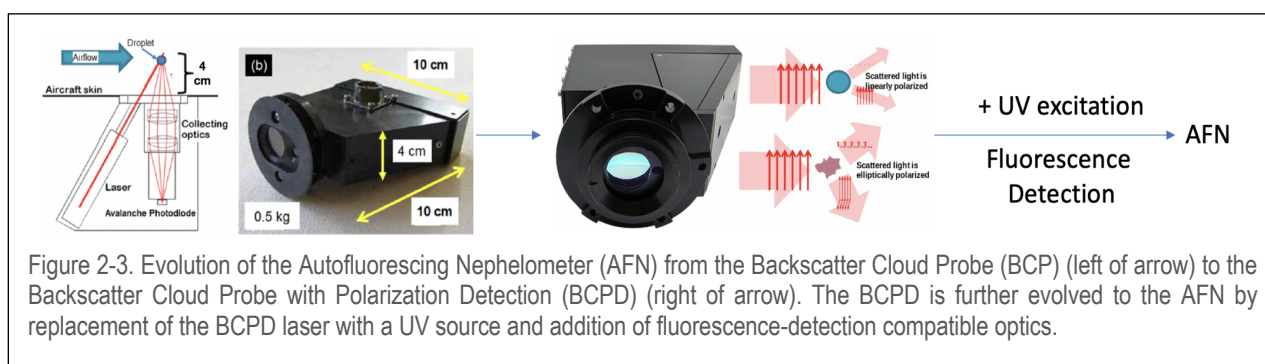 Droplet
Airflow
4
cm
Aircraft skin
Collecting
optics
Laser
Avalanche Photodiode
(b)
10 cm
4 cm
0.5 kg
10 cm
Scattered light is
linearly polarized
Scattered light is
elliptically polarized
+ UV excitation
Fluorescence
Detection
AFN
Figure 2-3. Evolution of the Autofluorescing Nephelometer (AFN) from the Backscatter Cloud Probe (BCP) (left of arrow) to the
Backscatter Cloud Probe with Polarization Detection (BCPD) (right of arrow). The BCPD is further evolved to the AFN by
replacement of the BCPD laser with a UV source and addition of fluorescence-detection compatible optics.